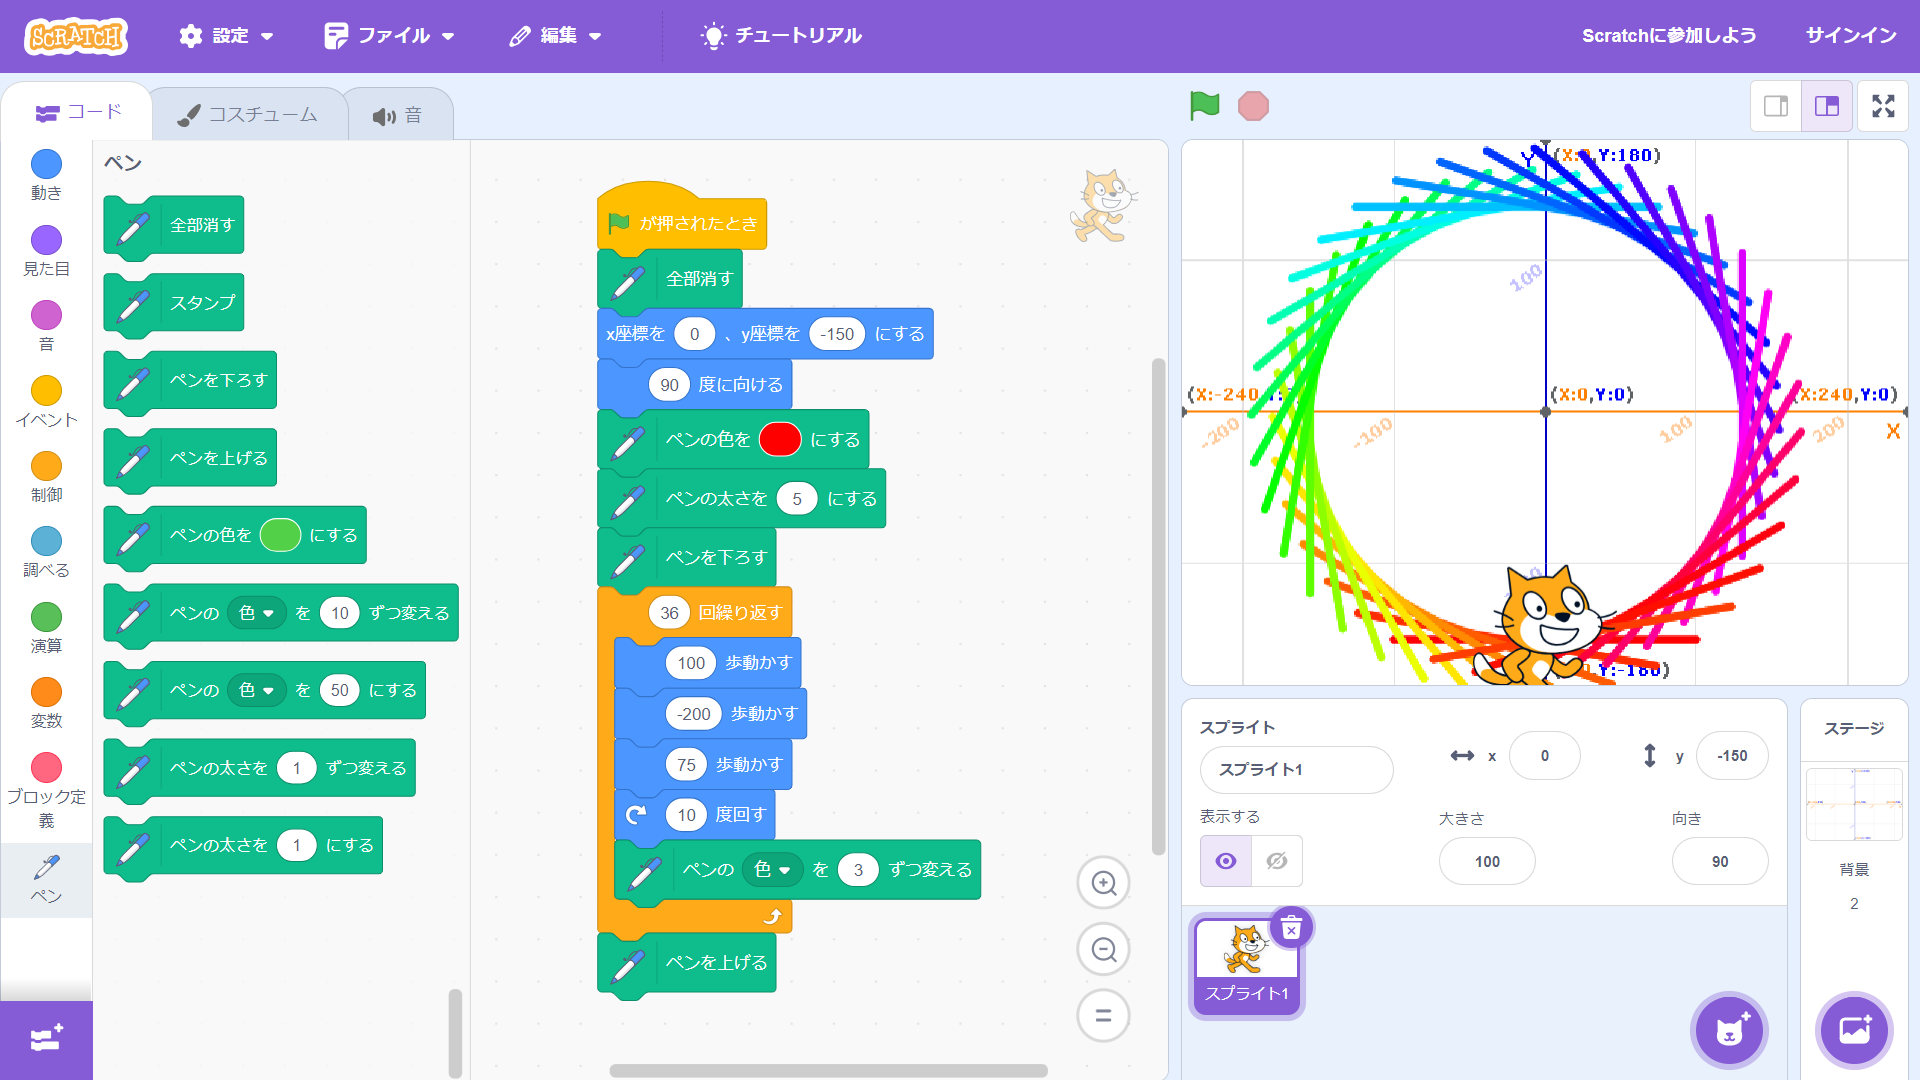 SCRATCH 設定 ファイル 編集 チュートリアル Scratchに参加しよう サインイン
コード コスチューム 音
動き
見た目
音
イベント
制御
調べる
演算
変数
ブロック定
義
ペン
ペン
全部消す
スタンプ
ペンを下ろす
ペンを上げる
ペンの色を にする
ペンの 色 を 10 ずつ変える
ペンの 色 を 50 にする
ペンの太さを 1 ずつ変える
ペンの太さを 1 にする
が押されたとき
全部消す
x座標を 0 、y座標を -150 にする
90 度に向ける
ペンの色を にする
ペンの太さを 5 にする
ペンを下ろす
36 回繰り返す
100 歩動かす
-200 歩動かす
75 歩動かす
10 度回す
ペンの 色 を 3 ずつ変える
ペンを上げる
Y
Y:180)
100
(X:-240
(X:0,Y:0)
X:240,Y:0)
-200
-100
100
200
X
Y:-180)
スプライト
スプライト1
x 0
y -150
表示する
大きさ
100
向き
90
スプライト1
ステージ
背景
2